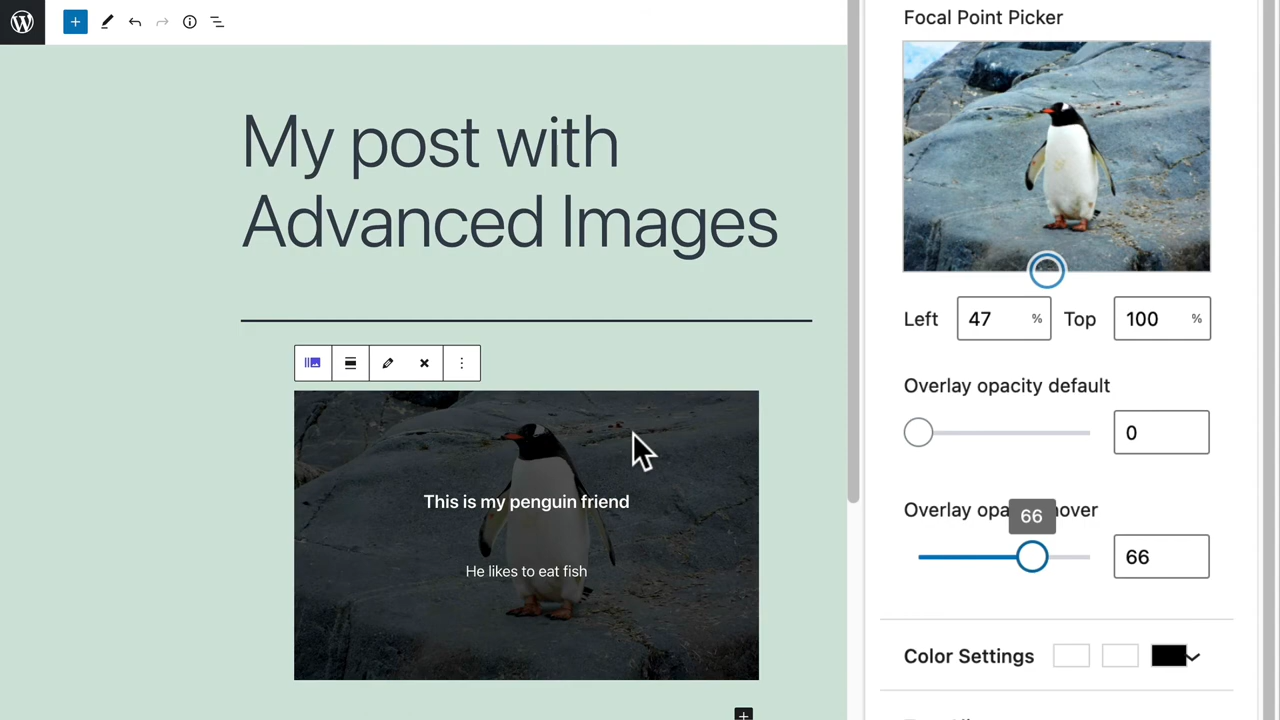 My post with
Advanced Images
This is my penguin friend
He likes to eat fish
Focal Point Picker
Left 47 % Top 100 %
Overlay opacity default
0
Overlay opa hover
66
66
Color Settings